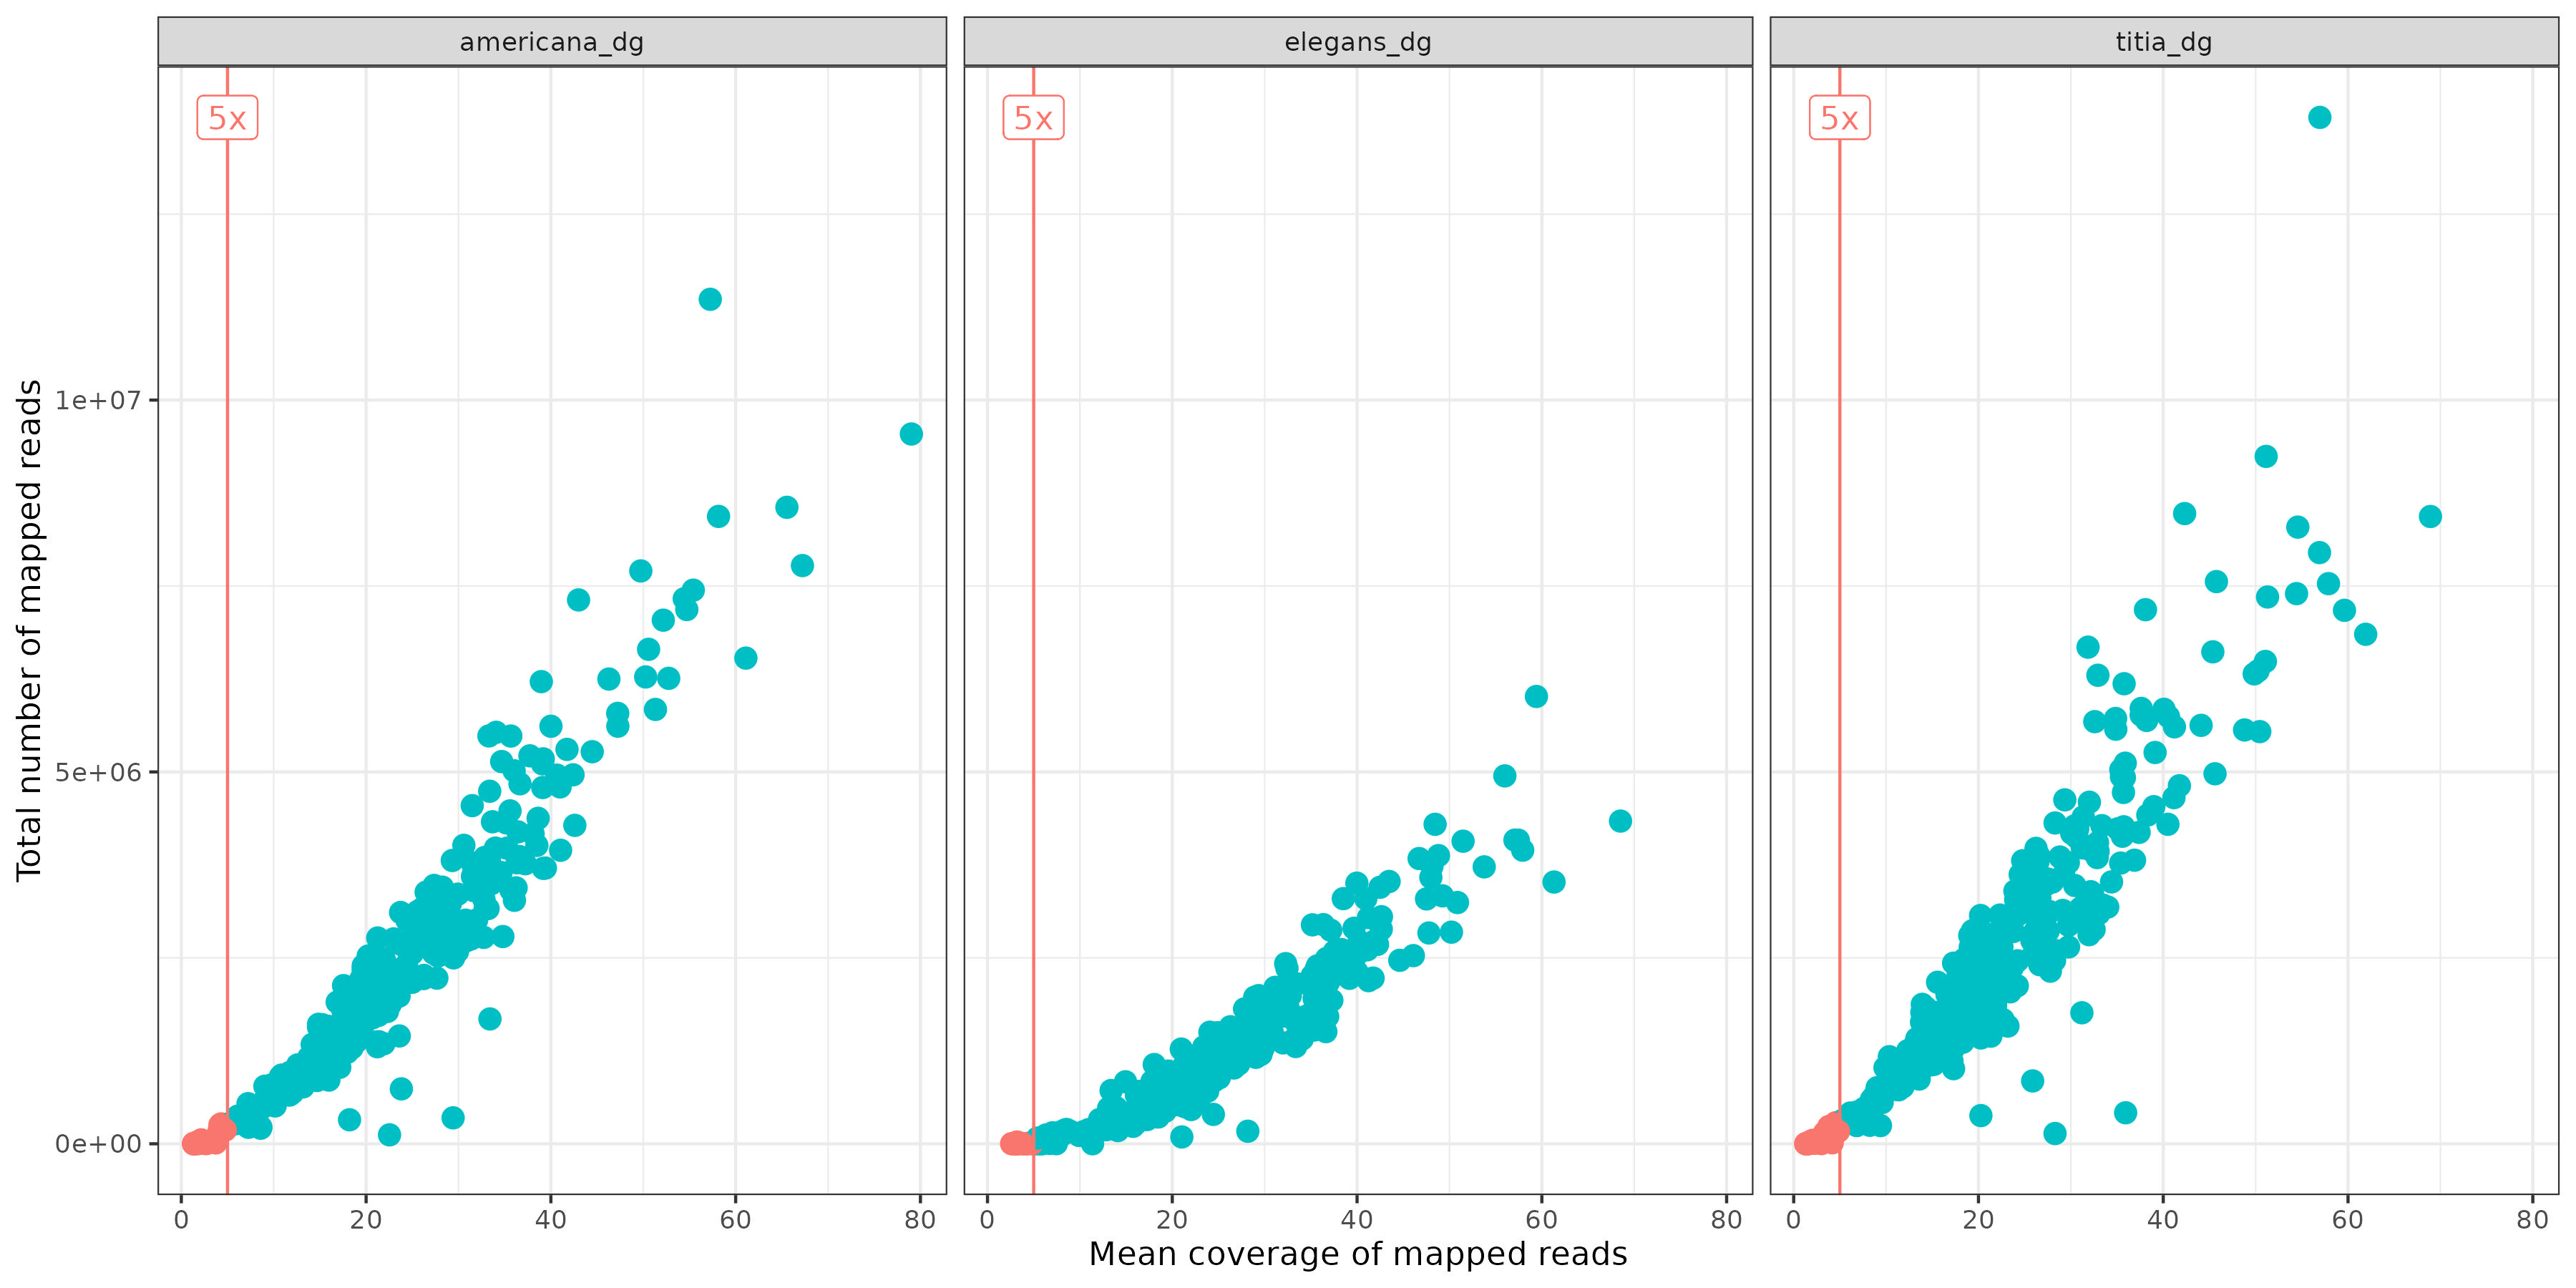 americana_dg
elegans_dg
titia_dg
5x
5x
5x
Total number of mapped reads
1e+07
5e+06
0e+00
0 20 40 60 80
0 20 40 60 80
0 20 40 60 80
Mean coverage of mapped reads